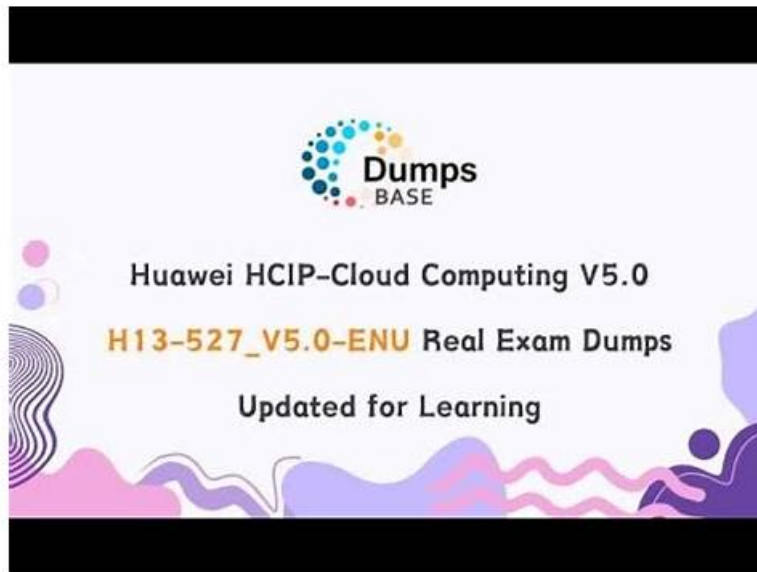 Dumps
BASE
Huawei HCIP-Cloud Computing V5.0
H13-527_V5.0-ENU Real Exam Dumps
Updated for Learning